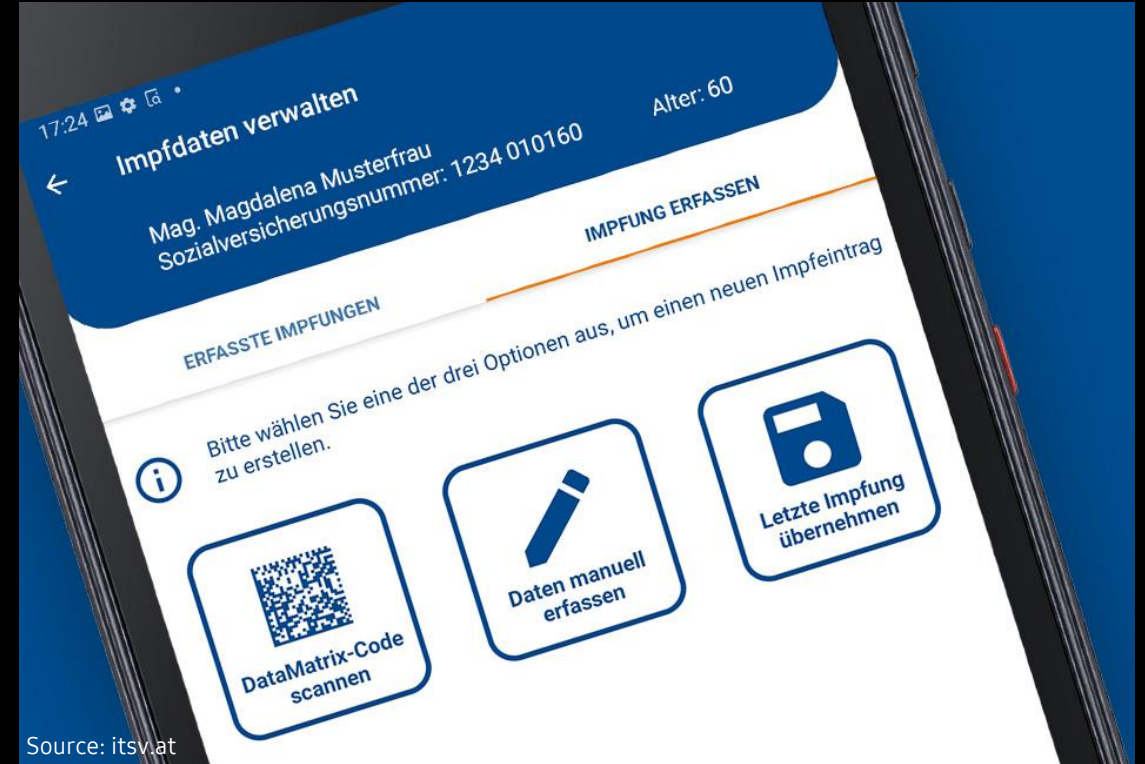 17:24
Impfdaten verwalten
Mag. Magdalena Musterfrau
Sozialversicherungsnummer: 1234 010160
Alter: 60
ERFASSTE IMPFUNGEN
IMPFUNG ERFASSEN
Bitte wählen Sie eine der drei Optionen aus, um einen neuen Impfeintrag
zu erstellen.
DataMatrix-Code
scannen
Daten manuell
erfassen
Letzte Impfung
übernehmen
Source: itsv.at